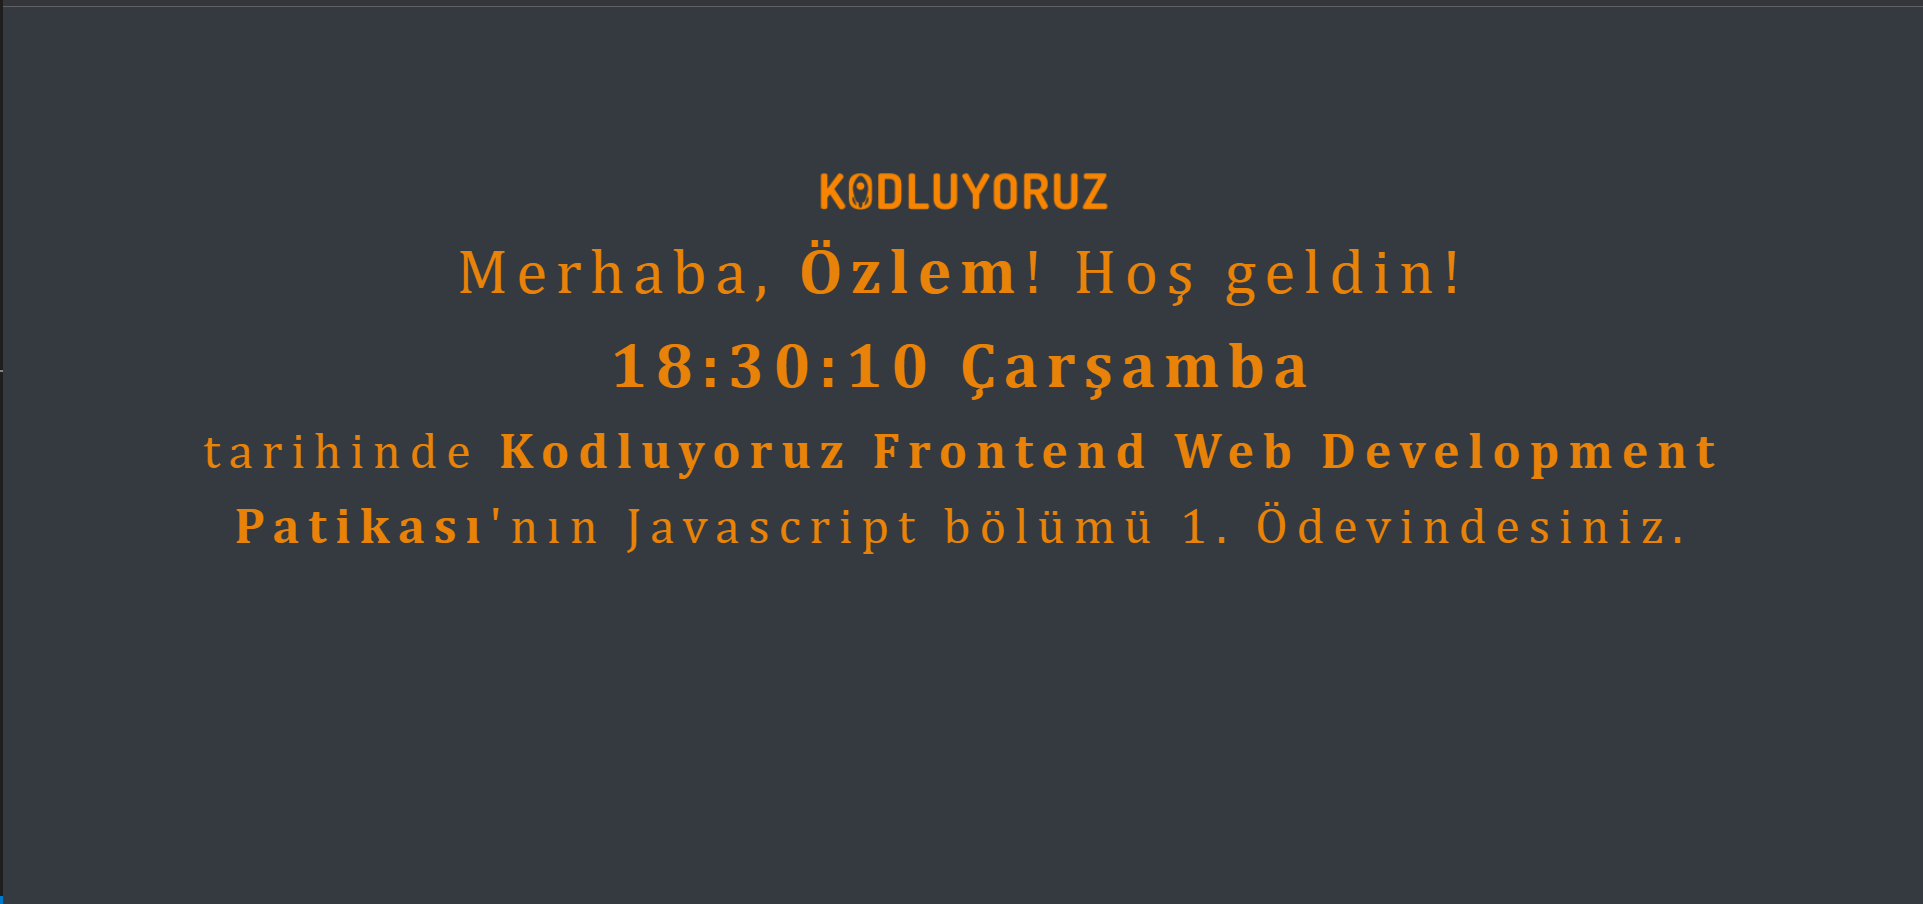 KODLUYORUZ
Merhaba, Özlem! Hoş geldin!
18:30:10 Çarşamba
tarihinde Kodluyoruz Frontend Web Development
Patikası'nın Javascript bölümü 1. Ödevindesiniz.